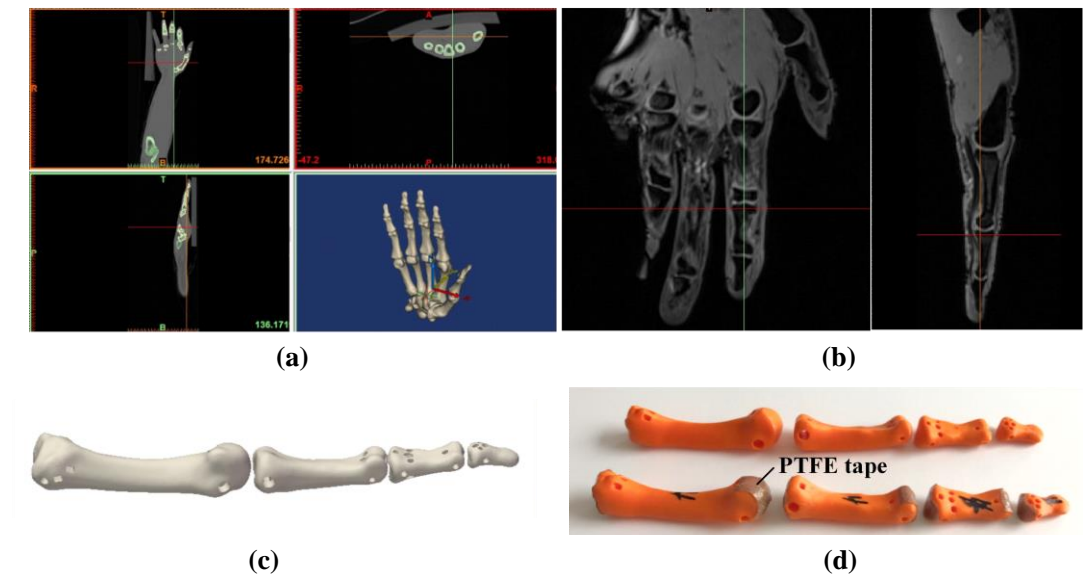 T
R
B
174.726
A
R
P
-47.2
318.
T
P
B
136.171
(a)
(b)
(c)
PTFE tape
(d)